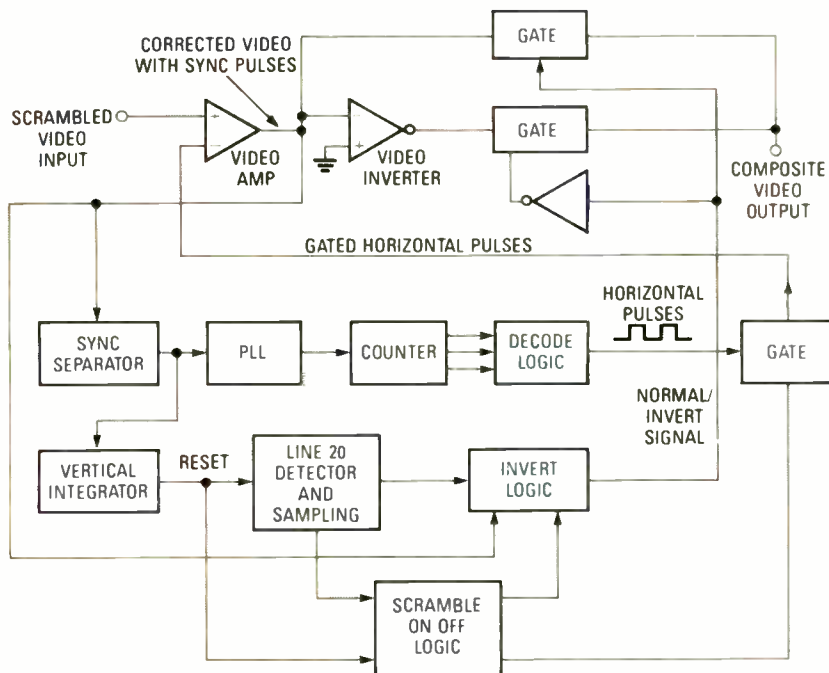 GATE
CORRECTED VIDEO
WITH SYNC PULSES
SCRAMBLED
VIDEO
INPUT
+
−
VIDEO
AMP
−
+
VIDEO
INVERTER
GATE
COMPOSITE
VIDEO
OUTPUT
GATED HORIZONTAL PULSES
HORIZONTAL
PULSES
SYNC
SEPARATOR
PLL
COUNTER
DECODE
LOGIC
GATE
NORMAL/
INVERT
SIGNAL
VERTICAL
INTEGRATOR
RESET
LINE 20
DETECTOR
AND
SAMPLING
INVERT
LOGIC
SCRAMBLE
ON OFF
LOGIC